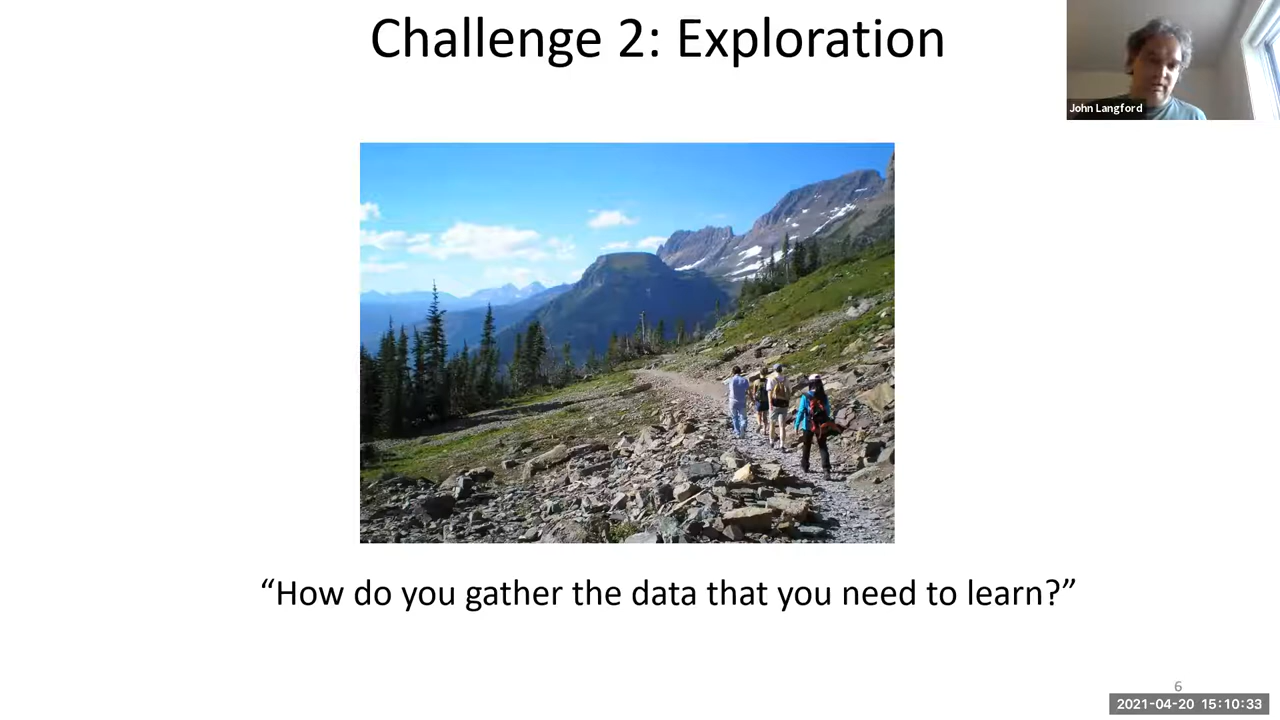 Challenge 2: Exploration
John Langford
“How do you gather the data that you need to learn?”
6
2021-04-20 15:10:33